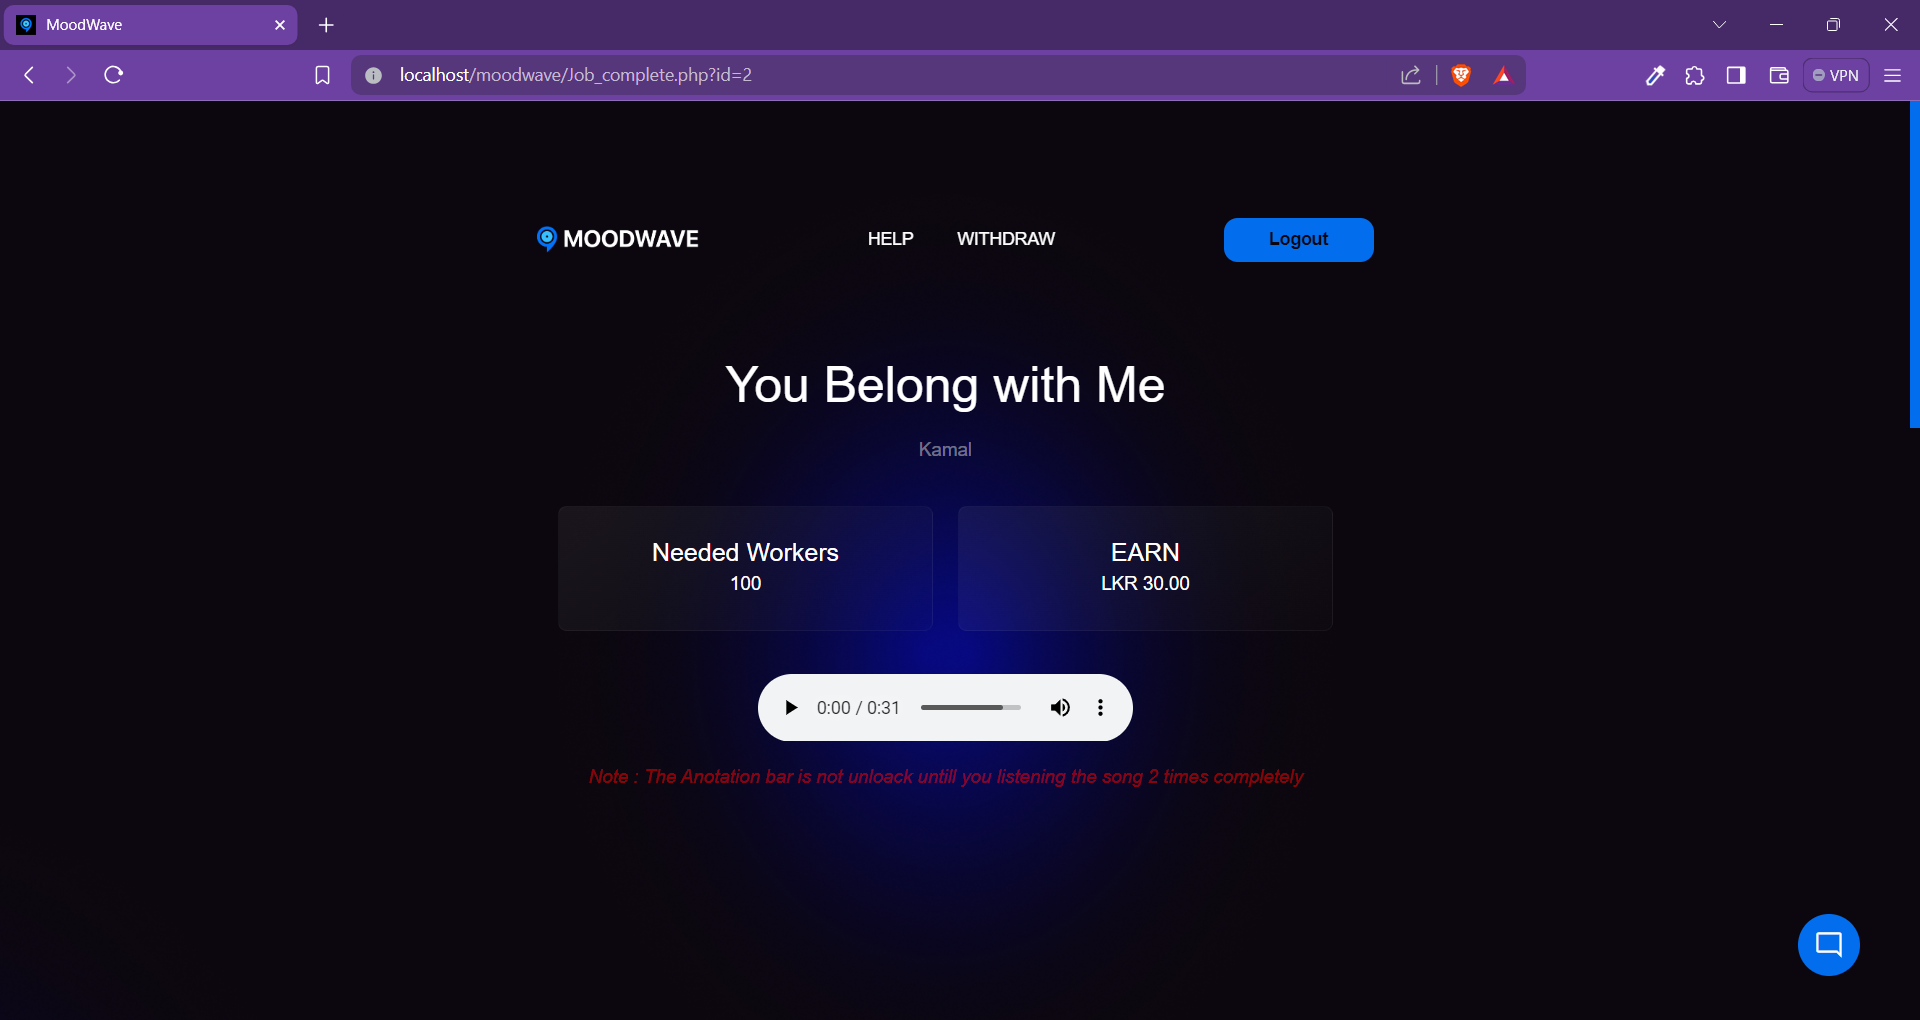 MoodWave
localhost/moodwave/Job_complete.php?id=2
VPN
MOODWAVE
HELP
WITHDRAW
Logout
You Belong with Me
Kamal
Needed Workers
100
EARN
LKR 30.00
0:00 / 0:31
Note : The Anotation bar is not unloack untill you listening the song 2 times completely